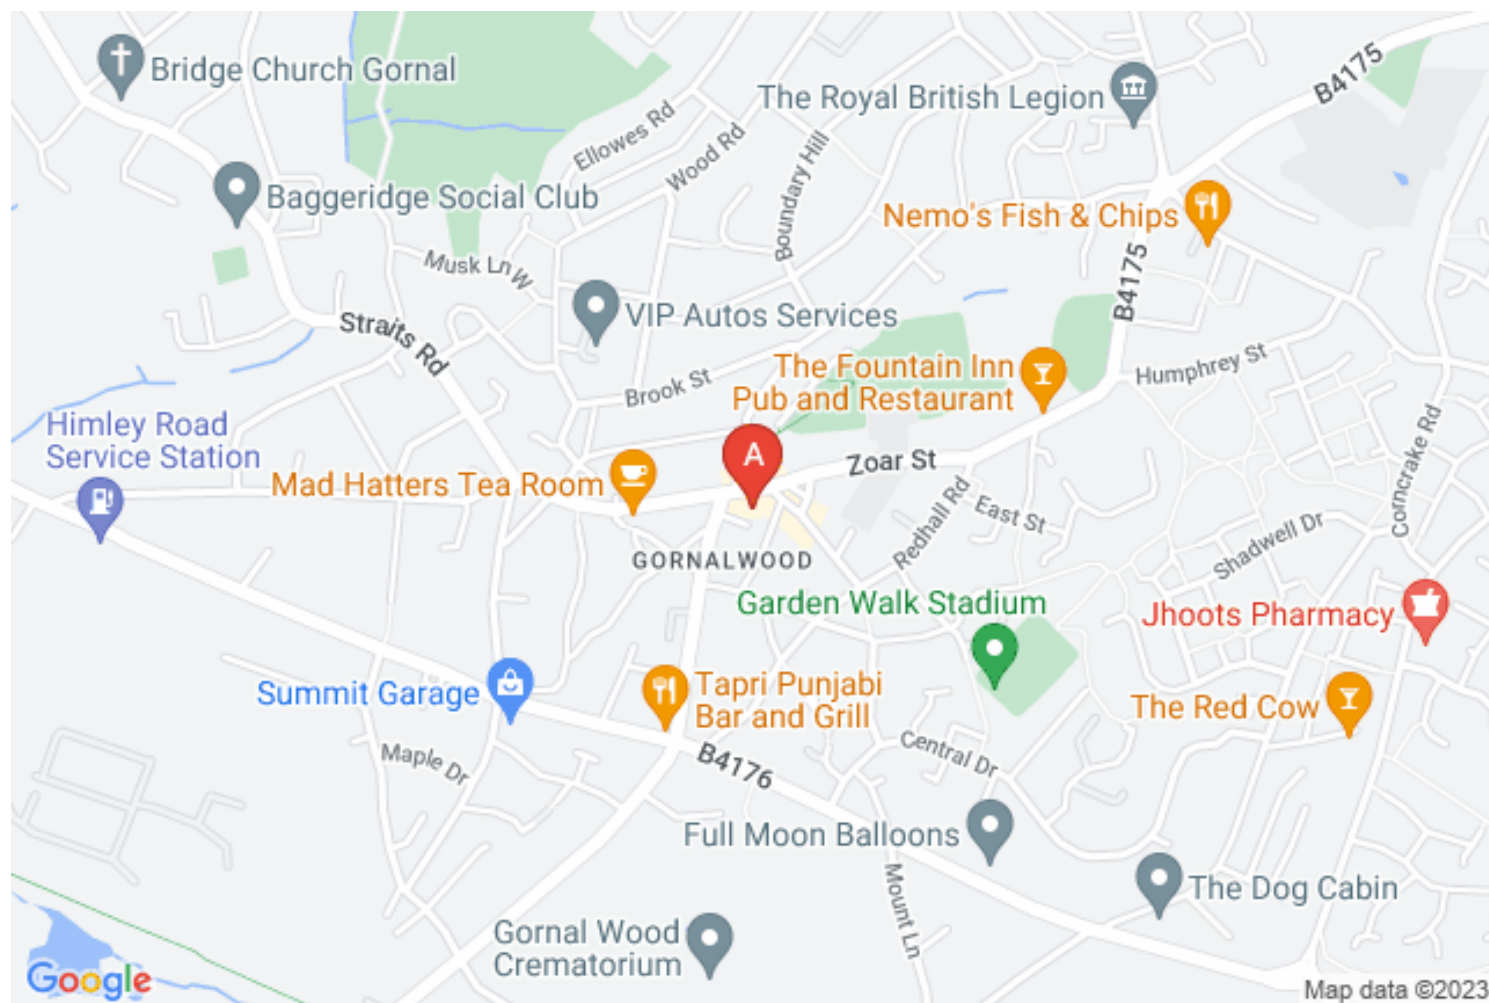 Bridge Church Gornal
The Royal British Legion
B4175
Ellowes Rd
Wood Rd
Boundary Hill
Baggeridge Social Club
Nemo's Fish & Chips
Musk Ln W
B4175
VIP Autos Services
Straits Rd
The Fountain Inn
Pub and Restaurant
Humphrey St
Brook St
Himley Road
Service Station
Corncrake Rd
A
Zoar St
Mad Hatters Tea Room
Redhall Rd
East St
Shadwell Dr
GORNALWOOD
Garden Walk Stadium
Jhoots Pharmacy
Summit Garage
Tapri Punjabi
Bar and Grill
The Red Cow
Maple Dr
B4176
Central Dr
Full Moon Balloons
Mount Ln
The Dog Cabin
Gornal Wood
Crematorium
Google
Map data ©2023